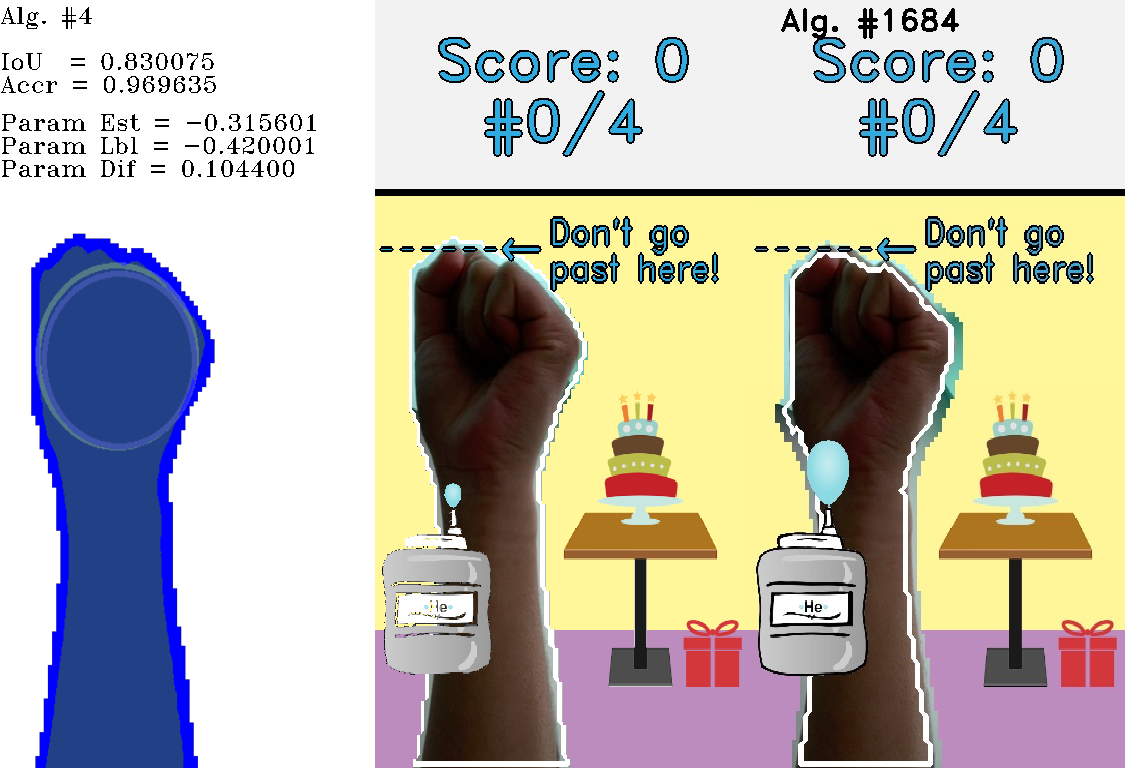 Alg. #4
IoU = 0.830075
Accr = 0.969635
Param Est = -0.315601
Param Lbl = -0.420001
Param Dif = 0.104400
Score: 0
#0/4
Don't go
past here!
He
Alg. #1684
Score: 0
#0/4
Don't go
past here!
He